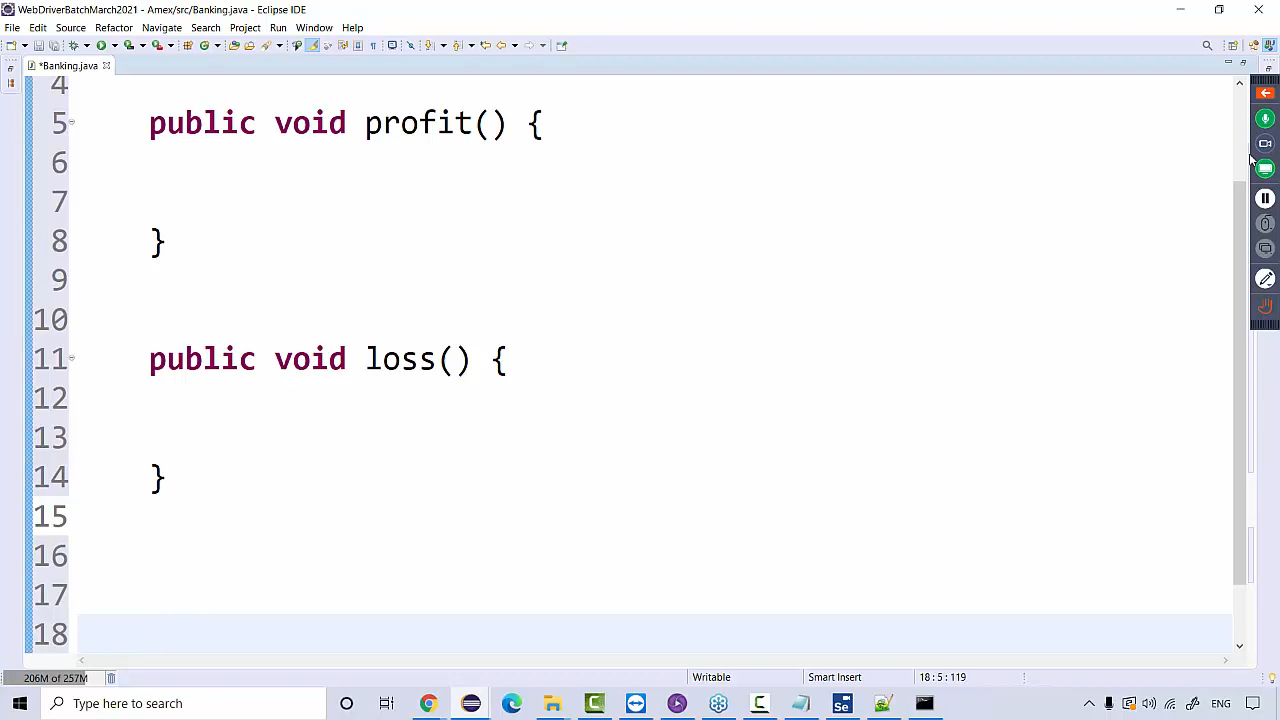 WebDriverBatchMarch2021 - Amex/src/Banking.java - Eclipse IDE
File Edit Source Refactor Navigate Search Project Run Window Help
*Banking.java
4
5 public void profit() {
6
7
8 }
9
10
11 public void loss() {
12
13
14 }
15
16
17
18
206M of 257M Writable Smart Insert 18 : 5 : 119
Type here to search Se ENG